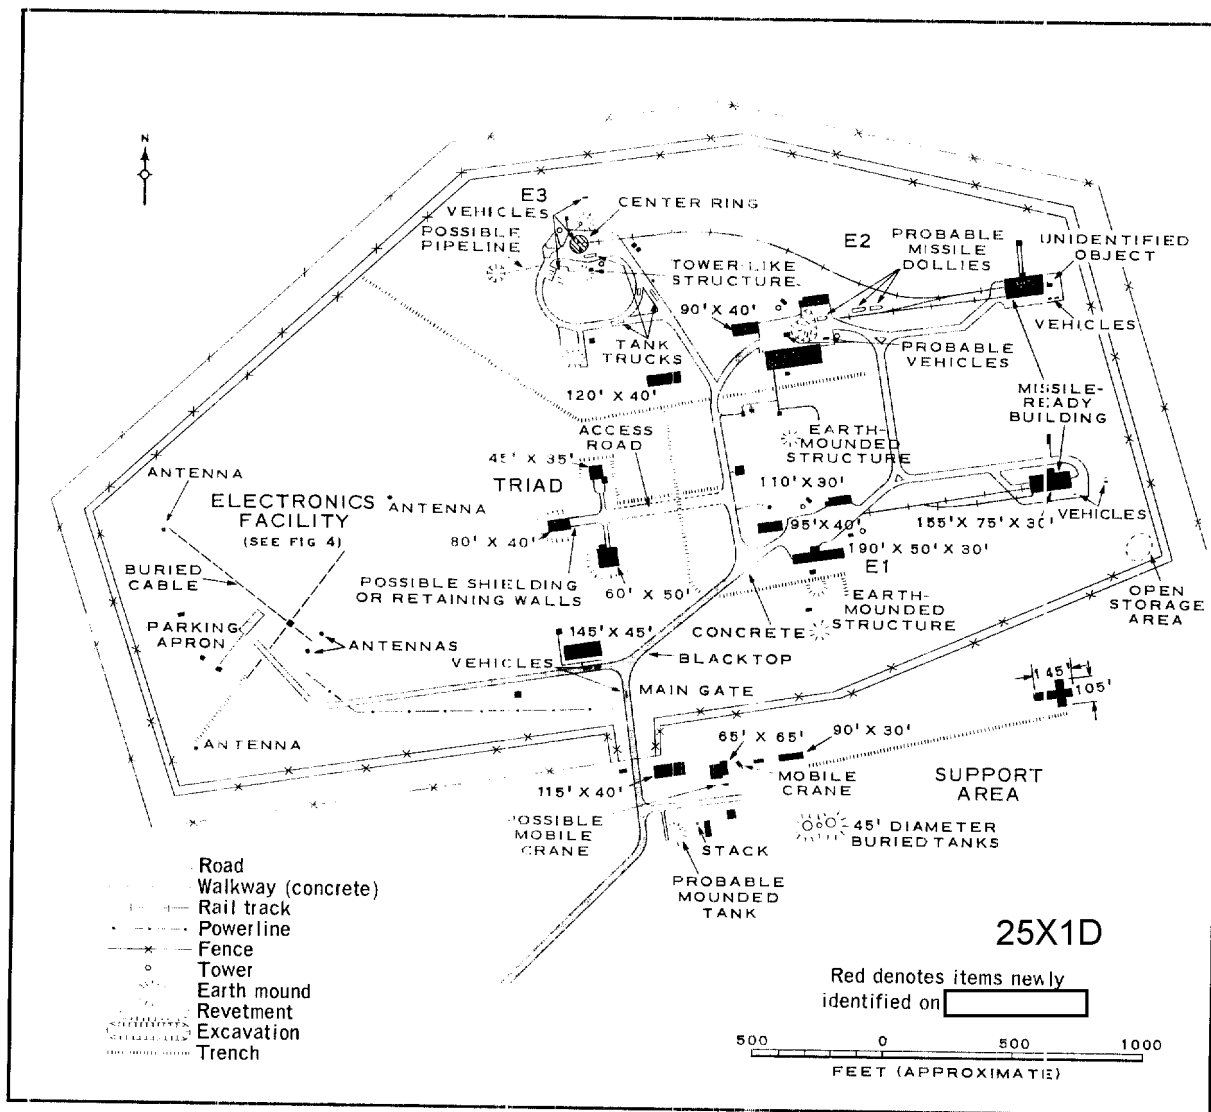 N
E3
VEHICLES
CENTER RING
POSSIBLE
PIPELINE
TOWER-LIKE
STRUCTURE
E2
PROBABLE
MISSILE
DOLLIES
UNIDENTIFIED
OBJECT
VEHICLES
90' X 40'
TANK
TRUCKS
PROBABLE
VEHICLES
120' X 40'
MISSILE-
READY
BUILDING
ACCESS
ROAD
EARTH-
MOUNDED
STRUCTURE
45' X 35'
TRIAD
110' X 30'
ANTENNA
ELECTRONICS
FACILITY
(SEE FIG 4)
ANTENNA
80' X 40'
95' X 40'
155' X 75' X 30'
VEHICLES
190' X 50' X 30'
E1
BURIED
CABLE
POSSIBLE SHIELDING
OR RETAINING WALLS
60' X 50'
EARTH-
MOUNDED
STRUCTURE
OPEN
STORAGE
AREA
PARKING
APRON
ANTENNAS
145' X 45'
CONCRETE
VEHICLES
BLACKTOP
MAIN GATE
145'
105'
ANTENNA
65' X 65'
90' X 30'
MOBILE
CRANE
SUPPORT
AREA
115' X 40'
POSSIBLE
MOBILE
CRANE
STACK
45' DIAMETER
BURIED TANKS
PROBABLE
MOUNDED
TANK
Road
Walkway (concrete)
Rail track
Powerline
Fence
Tower
Earth mound
Revetment
Excavation
Trench
25X1D
Red denotes items newly
identified on
500 0 500 1000
FEET (APPROXIMATE)